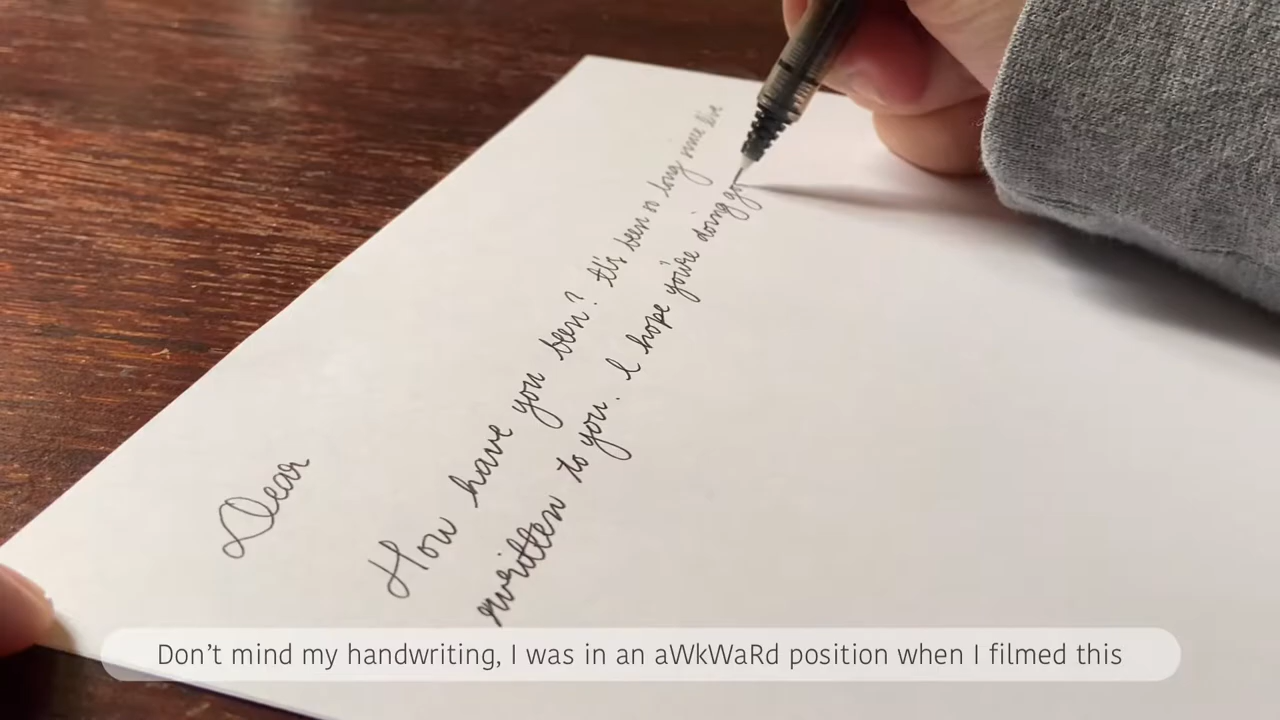 Dear
How have you been? It's been so long since I've
written to you. I hope you're doing go
Don't mind my handwriting, I was in an aWkWaRd position when I filmed this